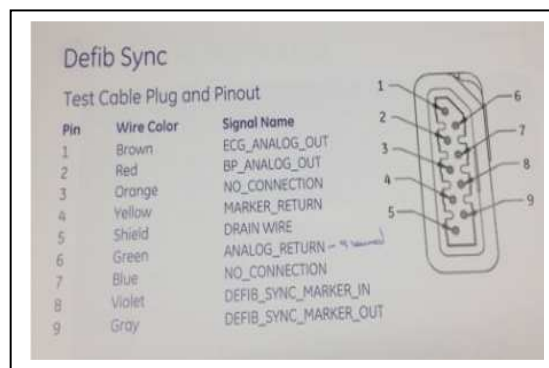 Defib Sync
Test Cable Plug and Pinout
Pin Wire Color Signal Name
1 Brown ECG_ANALOG_OUT
2 Red BP_ANALOG_OUT
3 Orange NO_CONNECTION
4 Yellow MARKER_RETURN
5 Shield DRAIN WIRE
6 Green ANALOG_RETURN -
7 Blue NO_CONNECTION
8 Violet DEFIB_SYNC_MARKER_IN
9 Gray DEFIB_SYNC_MARKER_OUT
1
6
2
7
3
8
4
9
5